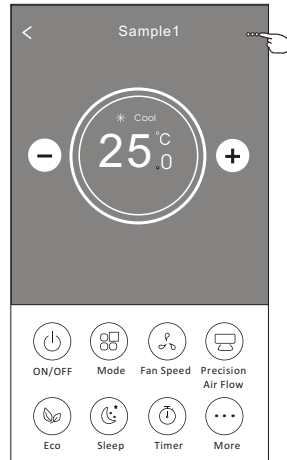 Sample1
Cool
25.0°C
ON/OFF Mode Fan Speed Precision
Air Flow
Eco Sleep Timer More